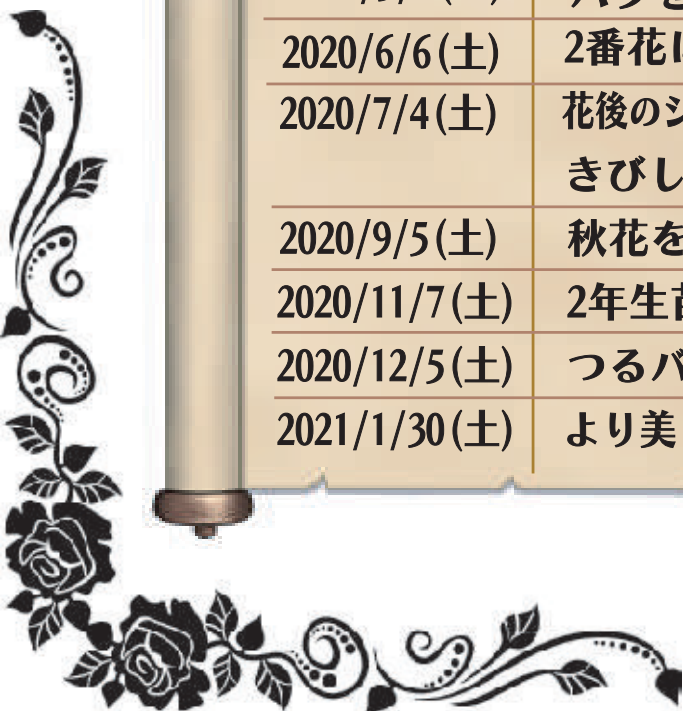 2020/6/6(土) 2番花
2020/7/4(土) 花後の
きびし
2020/9/5(土) 秋花を
2020/11/7(土) 2年生
2020/12/5(土) つるバ
2021/1/30(土) より美